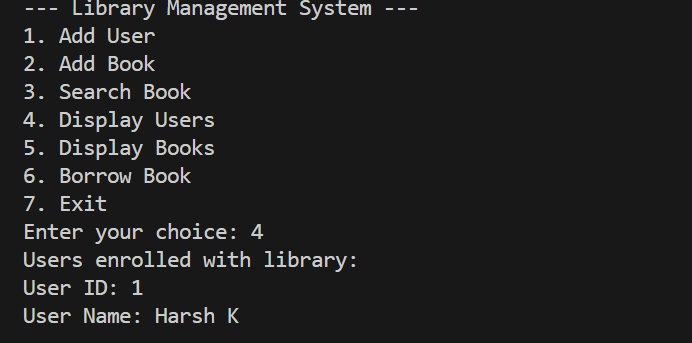 --- Library Management System ---
1. Add User
2. Add Book
3. Search Book
4. Display Users
5. Display Books
6. Borrow Book
7. Exit
Enter your choice: 4
Users enrolled with library:
User ID: 1
User Name: Harsh K